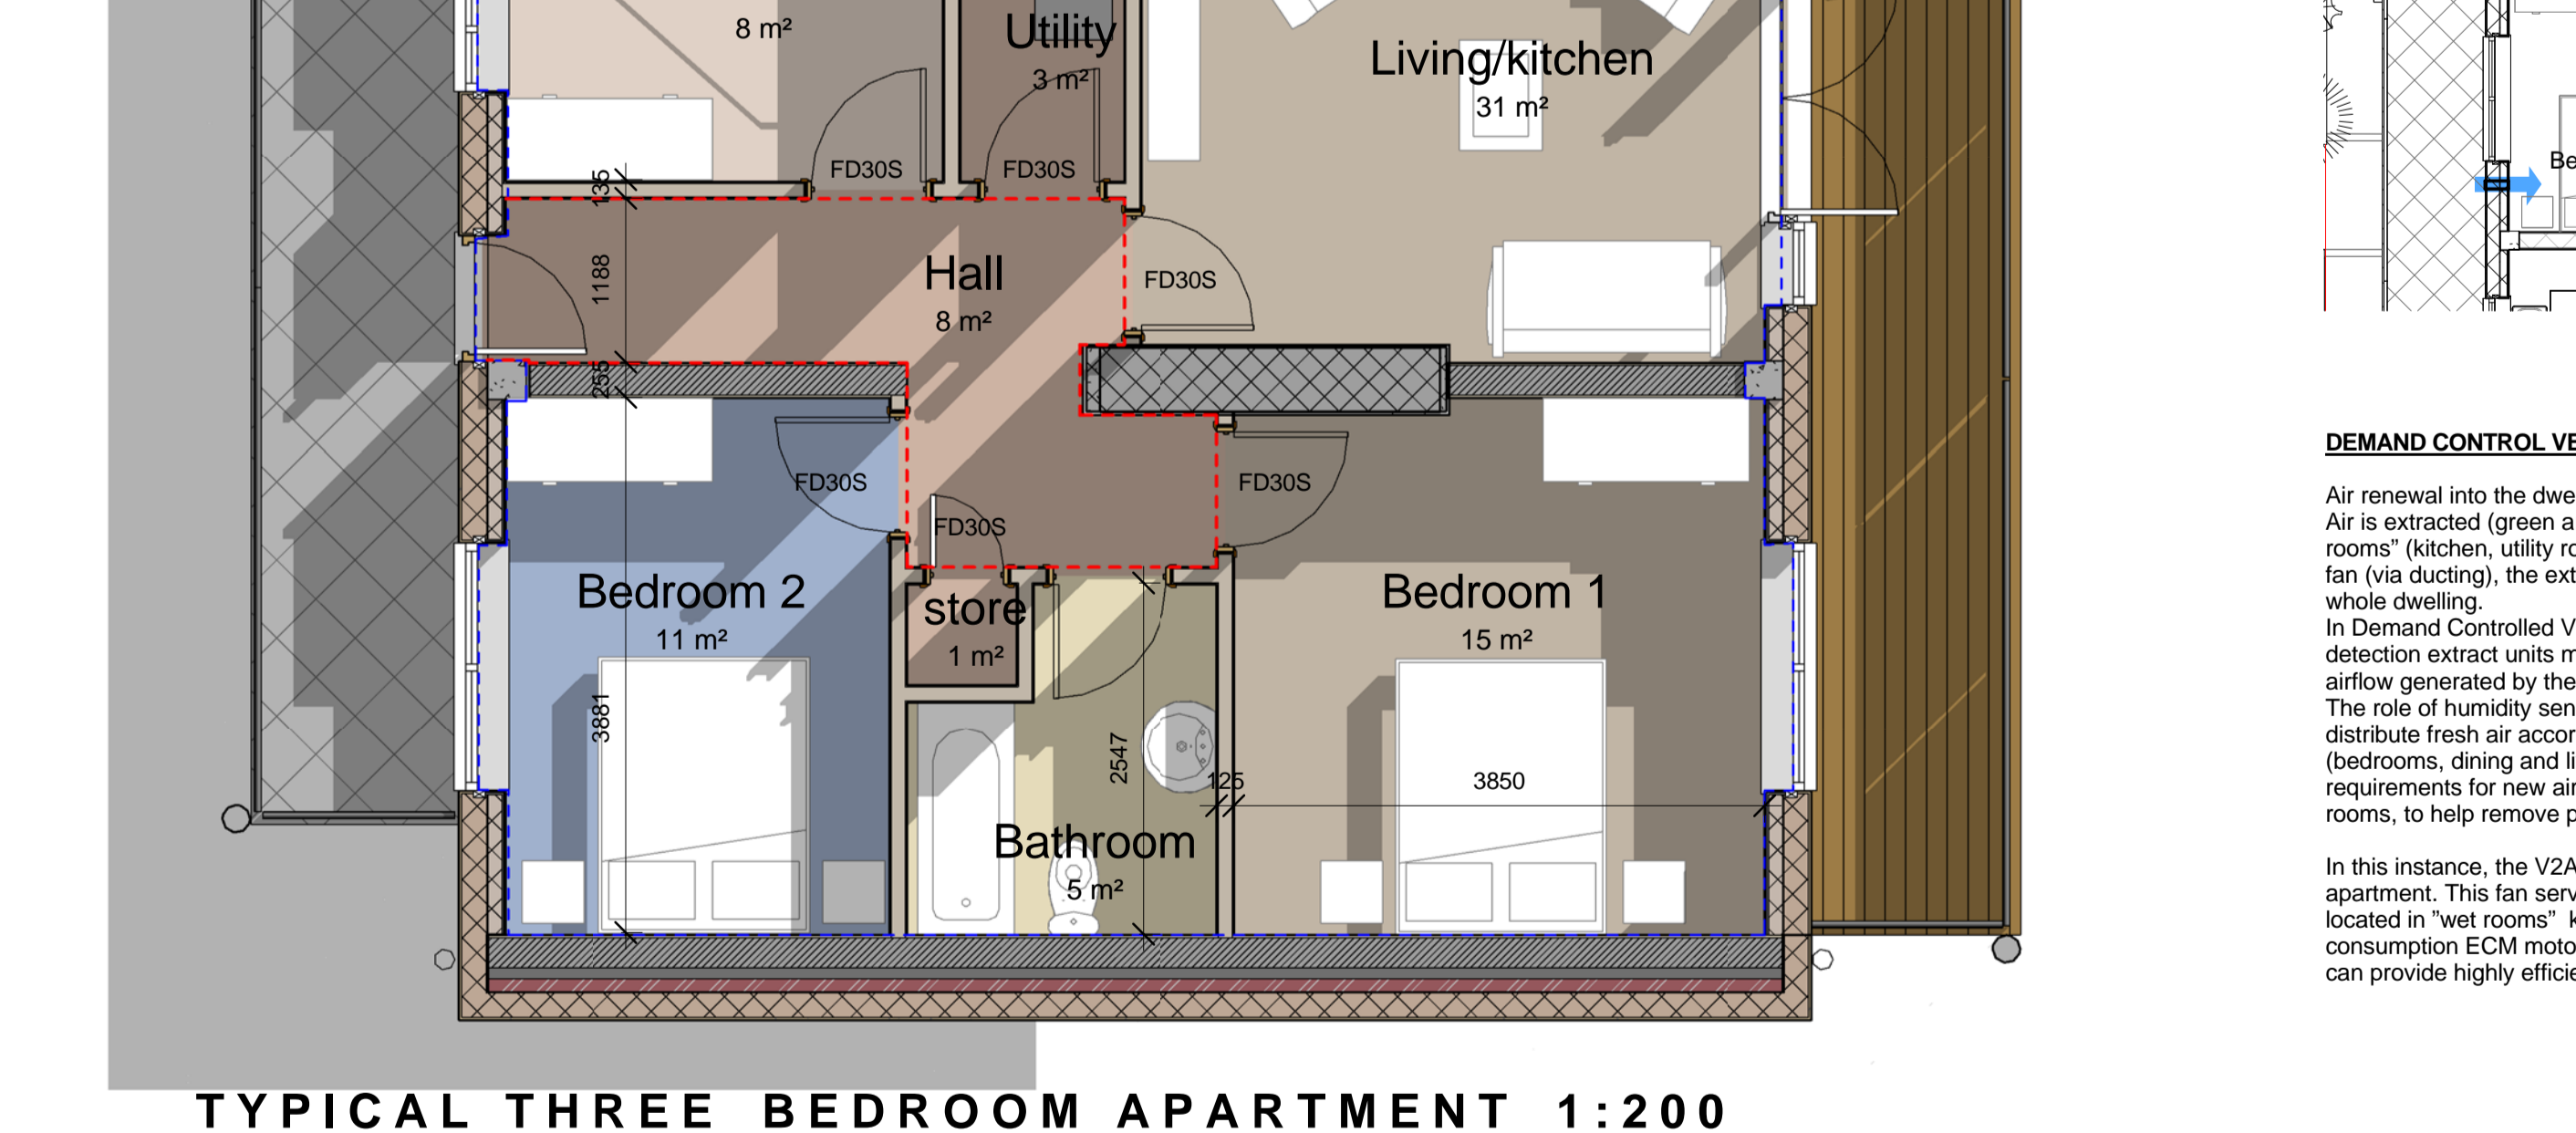 8 m²
Utility
3 m²
Living/kitchen
31 m²
FD30S
FD30S
135
1188
Hall
8 m²
FD30S
255
FD30S
FD30S
FD30S
Bedroom 2
11 m²
store
1 m²
Bedroom 1
15 m²
3881
2547
125
3850
Bathroom
5 m²
TYPICAL THREE BEDROOM APARTMENT 1:200
Be
DEMAND CONTROL VE
Air renewal into the dwe
Air is extracted (green a
rooms” (kitchen, utility ro
fan (via ducting), the ext
whole dwelling.
In Demand Controlled V
detection extract units m
airflow generated by the
The role of humidity sen
distribute fresh air accor
(bedrooms, dining and li
requirements for new air
rooms, to help remove p
In this instance, the V2A
apartment. This fan serv
located in ”wet rooms” k
consumption ECM moto
can provide highly efficie